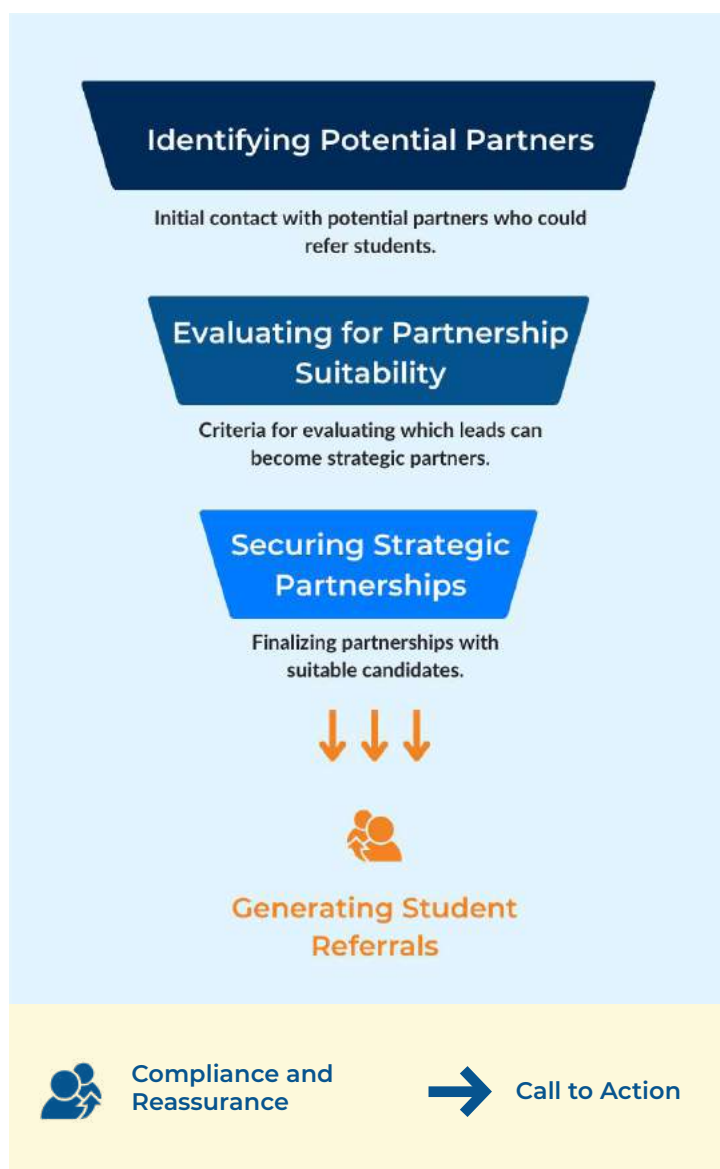 Identifying Potential Partners
Initial contact with potential partners who could
refer students.
Evaluating for Partnership
Suitability
Criteria for evaluating which leads can
become strategic partners.
Securing Strategic
Partnerships
Finalizing partnerships with
suitable candidates.
Generating Student
Referrals
Compliance and
Reassurance
Call to Action